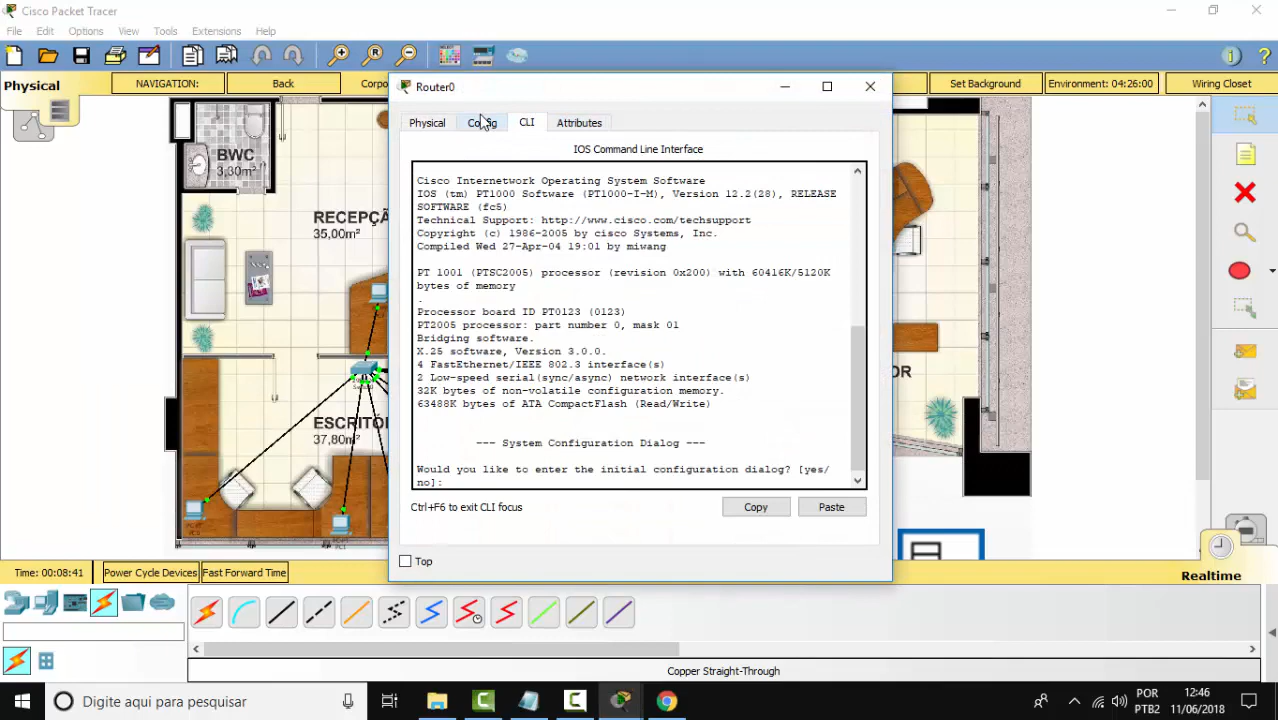 Cisco Packet Tracer
File Edit Options View Tools Extensions Help
Physical
NAVIGATION: Back Corpo Set Background Environment: 04:26:00 Wiring Closet
Router0
Physical Config CLI Attributes
IOS Command Line Interface
Cisco Internetwork Operating System Software
IOS (tm) PT1000 Software (PT1000-I-M), Version 12.2(28), RELEASE
SOFTWARE (fc5)
Technical Support: http://www.cisco.com/techsupport
Copyright (c) 1986-2005 by cisco Systems, Inc.
Compiled Wed 27-Apr-04 19:01 by miwang
PT 1001 (PTSC2005) processor (revision 0x200) with 60416K/5120K
bytes of memory
.
Processor board ID PT0123 (0123)
PT2005 processor: part number 0, mask 01
Bridging software.
X.25 software, Version 3.0.0.
4 FastEthernet/IEEE 802.3 interface(s)
2 Low-speed serial(sync/async) network interface(s)
32K bytes of non-volatile configuration memory.
63488K bytes of ATA CompactFlash (Read/Write)
--- System Configuration Dialog ---
Would you like to enter the initial configuration dialog? [yes/
no]:
Ctrl+F6 to exit CLI focus
Copy Paste
Top
BWC
3,30m²
RECEPÇÃ
35,00m²
ESCRITÓ
37,80m²
OR
Time: 00:08:41 Power Cycle Devices Fast Forward Time
Realtime
Copper Straight-Through
Digite aqui para pesquisar
POR
PTB2
12:46
11/06/2018